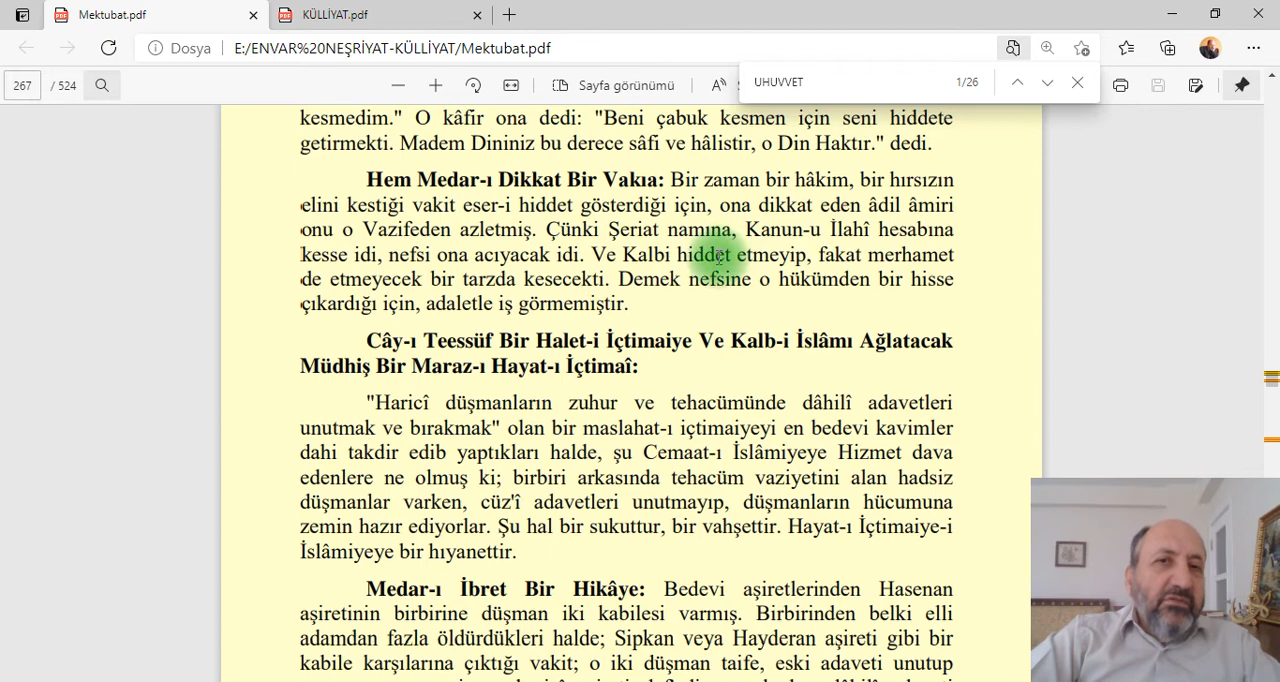 Mektubat.pdf
KÜLLİYAT.pdf
Dosya
E:/ENVAR%20NEŞRİYAT-KÜLLİYAT/Mektubat.pdf
267 / 524
Sayfa görünümü
UHUVVET
1/26
kesmedim." O kâfir ona dedi: "Beni çabuk kesmen için seni hiddete
getirmekti. Madem Dininiz bu derece sâfi ve hâlistir, o Din Haktır." dedi.
Hem Medar-ı Dikkat Bir Vakıa: Bir zaman bir hâkim, bir hırsızın
elini kestiği vakit eser-i hiddet gösterdiği için, ona dikkat eden âdil âmiri
onu o Vazifeden azletmiş. Çünki Şeriat namına, Kanun-u İlahî hesabına
kesse idi, nefsi ona acıyacak idi. Ve Kalbi hiddet etmeyip, fakat merhamet
de etmeyecek bir tarzda kesecekti. Demek nefsine o hükümden bir hisse
çıkardığı için, adaletle iş görmemiştir.
Cây-ı Teessüf Bir Halet-i İçtimaiye Ve Kalb-i İslâmı Ağlatacak
Müdhiş Bir Maraz-ı Hayat-ı İçtimaî:
"Haricî düşmanların zuhur ve tehacümünde dâhilî adavetleri
unutmak ve bırakmak" olan bir maslahat-ı içtimaiyeyi en bedevi kavimler
dahi takdir edib yaptıkları halde, şu Cemaat-ı İslâmiyeye Hizmet dava
edenlere ne olmuş ki; birbiri arkasında tehacüm vaziyetini alan hadsiz
düşmanlar varken, cüz'î adavetleri unutmayıp, düşmanların hücumuna
zemin hazır ediyorlar. Şu hal bir sukuttur, bir vahşettir. Hayat-ı İçtimaiye-i
İslâmiyeye bir hıyanettir.
Medar-ı İbret Bir Hikâye: Bedevi aşiretlerinden Hasenan
aşiretinin birbirine düşman iki kabilesi varmış. Birbirinden belki elli
adamdan fazla öldürdükleri halde; Sipkan veya Hayderan aşireti gibi bir
kabile karşılarına çıktığı vakit; o iki düşman taife, eski adaveti unutup